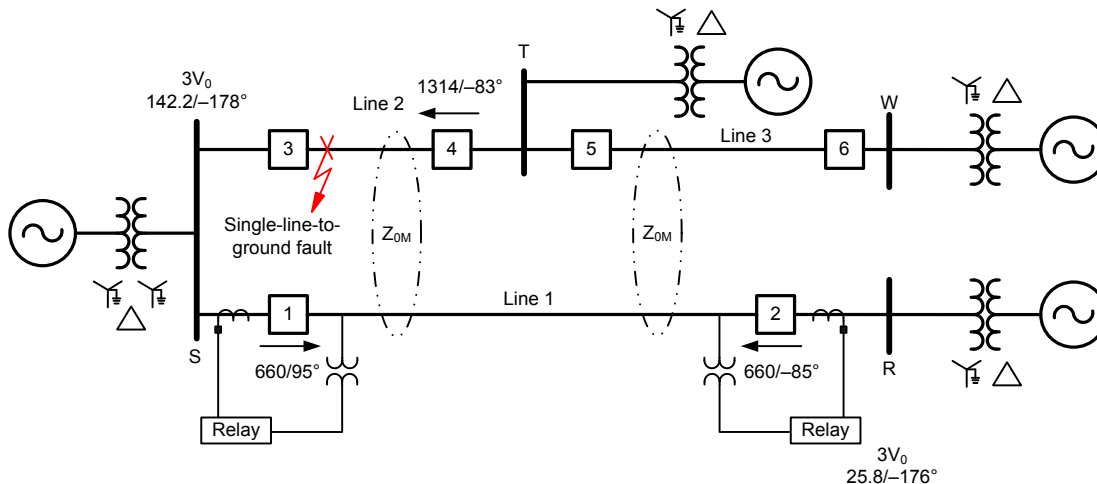 T
3V0
142.2/–178°
1314/–83°
Line 2
W
Line 3
3
4
5
6
Single-line-to-
ground fault
Z0M
Z0M
Line 1
1
2
S
660/95°
660/–85°
R
Relay
Relay
3V0
25.8/–176°